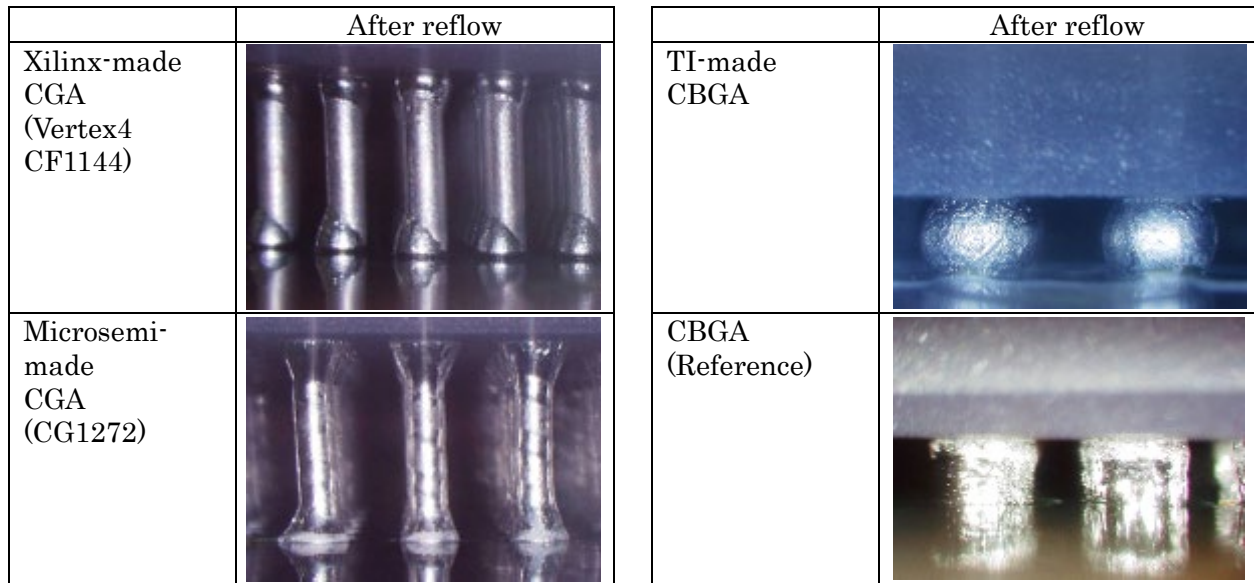 After reflow
Xilinx-made
CGA
(Vertex4
CF1144)
Microsemi-
made
CGA
(CG1272)
After reflow
TI-made
CBGA
CBGA
(Reference)